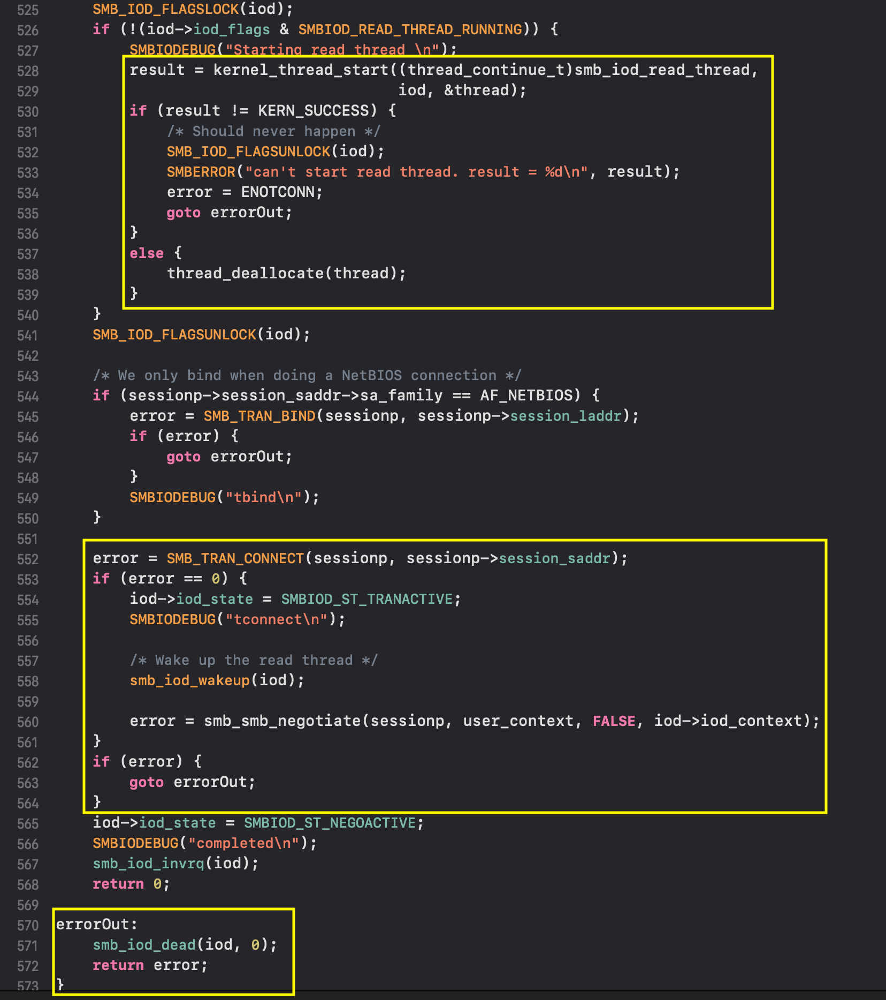 525 SMB_IOD_FLAGSLOCK(iod);
526 if (!(iod->iod_flags & SMBIOD_READ_THREAD_RUNNING)) {
527 SMBIODEBUG("Starting read thread \n");
528 result = kernel_thread_start((thread_continue_t)smb_iod_read_thread,
529 iod, &thread);
530 if (result != KERN_SUCCESS) {
531 /* Should never happen */
532 SMB_IOD_FLAGSUNLOCK(iod);
533 SMBERROR("can't start read thread. result = %d\n", result);
534 error = ENOTCONN;
535 goto errorOut;
536 }
537 else {
538 thread_deallocate(thread);
539 }
540 }
541 SMB_IOD_FLAGSUNLOCK(iod);
542
543 /* We only bind when doing a NetBIOS connection */
544 if (sessionp->session_saddr->sa_family == AF_NETBIOS) {
545 error = SMB_TRAN_BIND(sessionp, sessionp->session_laddr);
546 if (error) {
547 goto errorOut;
548 }
549 SMBIODEBUG("tbind\n");
550 }
551
552 error = SMB_TRAN_CONNECT(sessionp, sessionp->session_saddr);
553 if (error == 0) {
554 iod->iod_state = SMBIOD_ST_TRANACTIVE;
555 SMBIODEBUG("tconnect\n");
556
557 /* Wake up the read thread */
558 smb_iod_wakeup(iod);
559
560 error = smb_smb_negotiate(sessionp, user_context, FALSE, iod->iod_context);
561 }
562 if (error) {
563 goto errorOut;
564 }
565 iod->iod_state = SMBIOD_ST_NEGOACTIVE;
566 SMBIODEBUG("completed\n");
567 smb_iod_invrq(iod);
568 return 0;
569
570 errorOut:
571 smb_iod_dead(iod, 0);
572 return error;
573 }